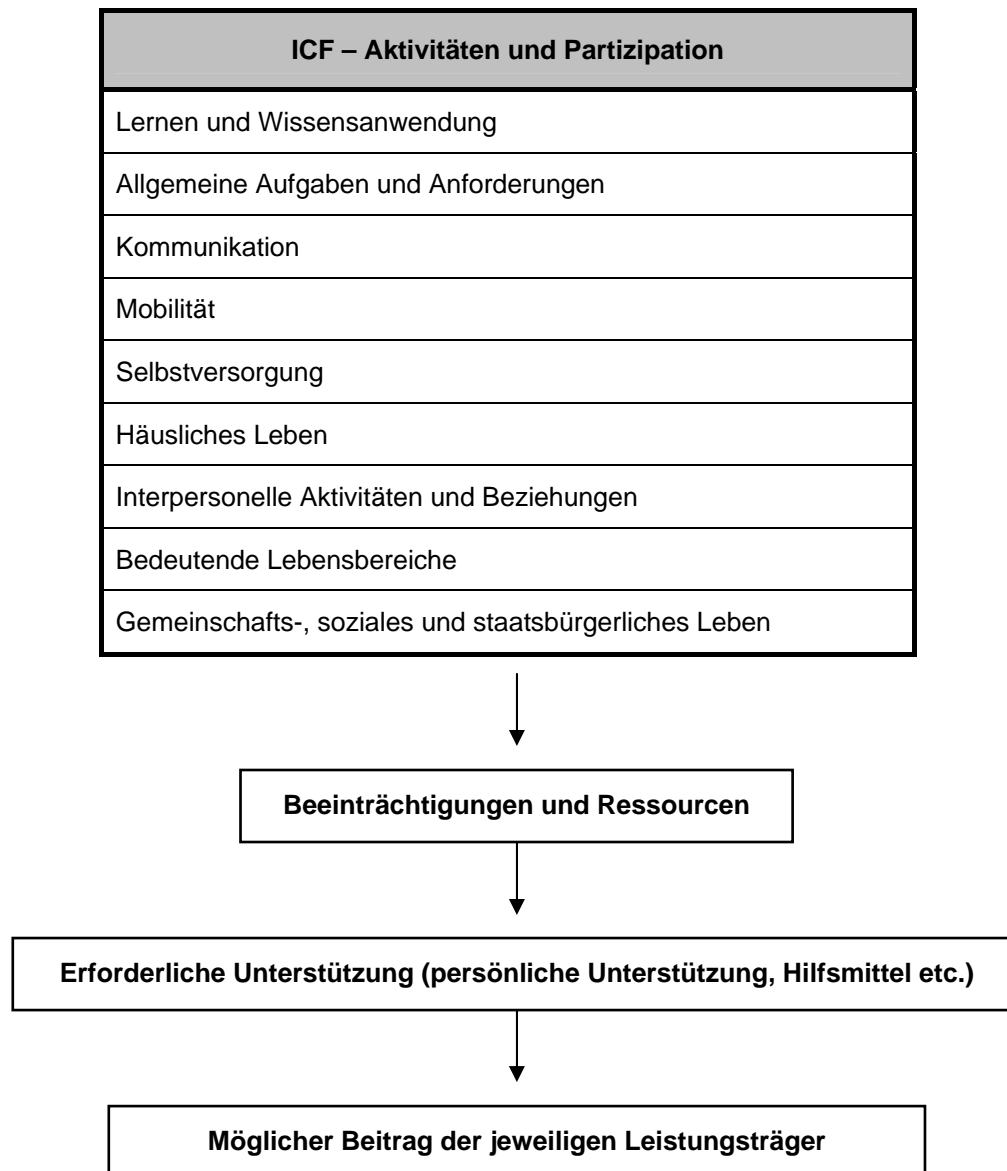 ICF – Aktivitäten und Partizipation
Lernen und Wissensanwendung
Allgemeine Aufgaben und Anforderungen
Kommunikation
Mobilität
Selbstversorgung
Häusliches Leben
Interpersonelle Aktivitäten und Beziehungen
Bedeutende Lebensbereiche
Gemeinschafts-, soziales und staatsbürgerliches Leben
Beeinträchtigungen und Ressourcen
Erforderliche Unterstützung (persönliche Unterstützung, Hilfsmittel etc.)
Möglicher Beitrag der jeweiligen Leistungsträger